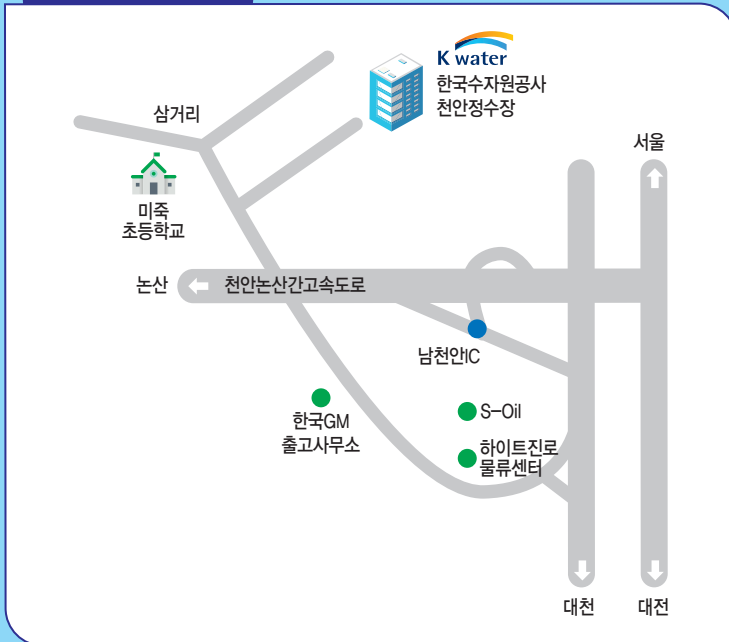 K water
한국수자원공사
천안정수장
삼거리
서울
미죽
초등학교
논산
천안논산간고속도로
남천안IC
한국GM
출고사무소
S-Oil
하이트진로
물류센터
대천
대전